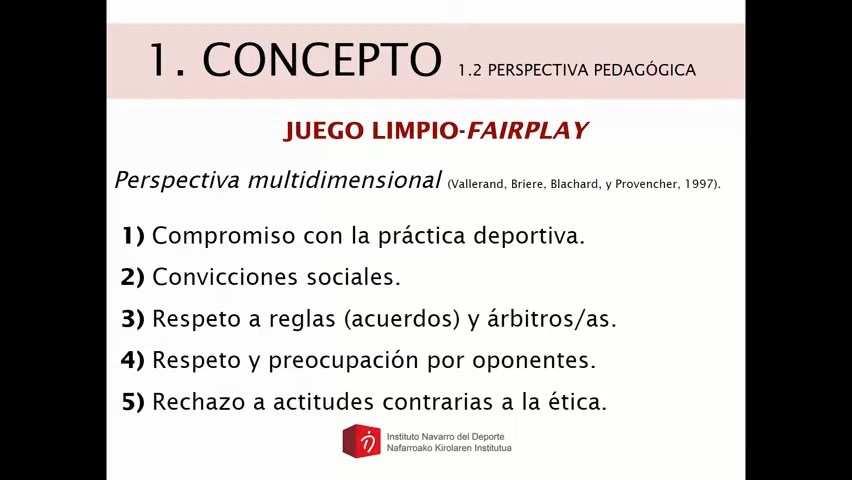 1. CONCEPTO 1.2 PERSPECTIVA PEDAGÓGICA
JUEGO LIMPIO-FAIRPLAY
Perspectiva multidimensional (Vallerand, Briere, Blachard, y Provencher, 1997).
1) Compromiso con la práctica deportiva.
2) Convicciones sociales.
3) Respeto a reglas (acuerdos) y árbitros/as.
4) Respeto y preocupación por oponentes.
5) Rechazo a actitudes contrarias a la ética.
Instituto Navarro del Deporte
Nafarroako Kirolaren Institutua